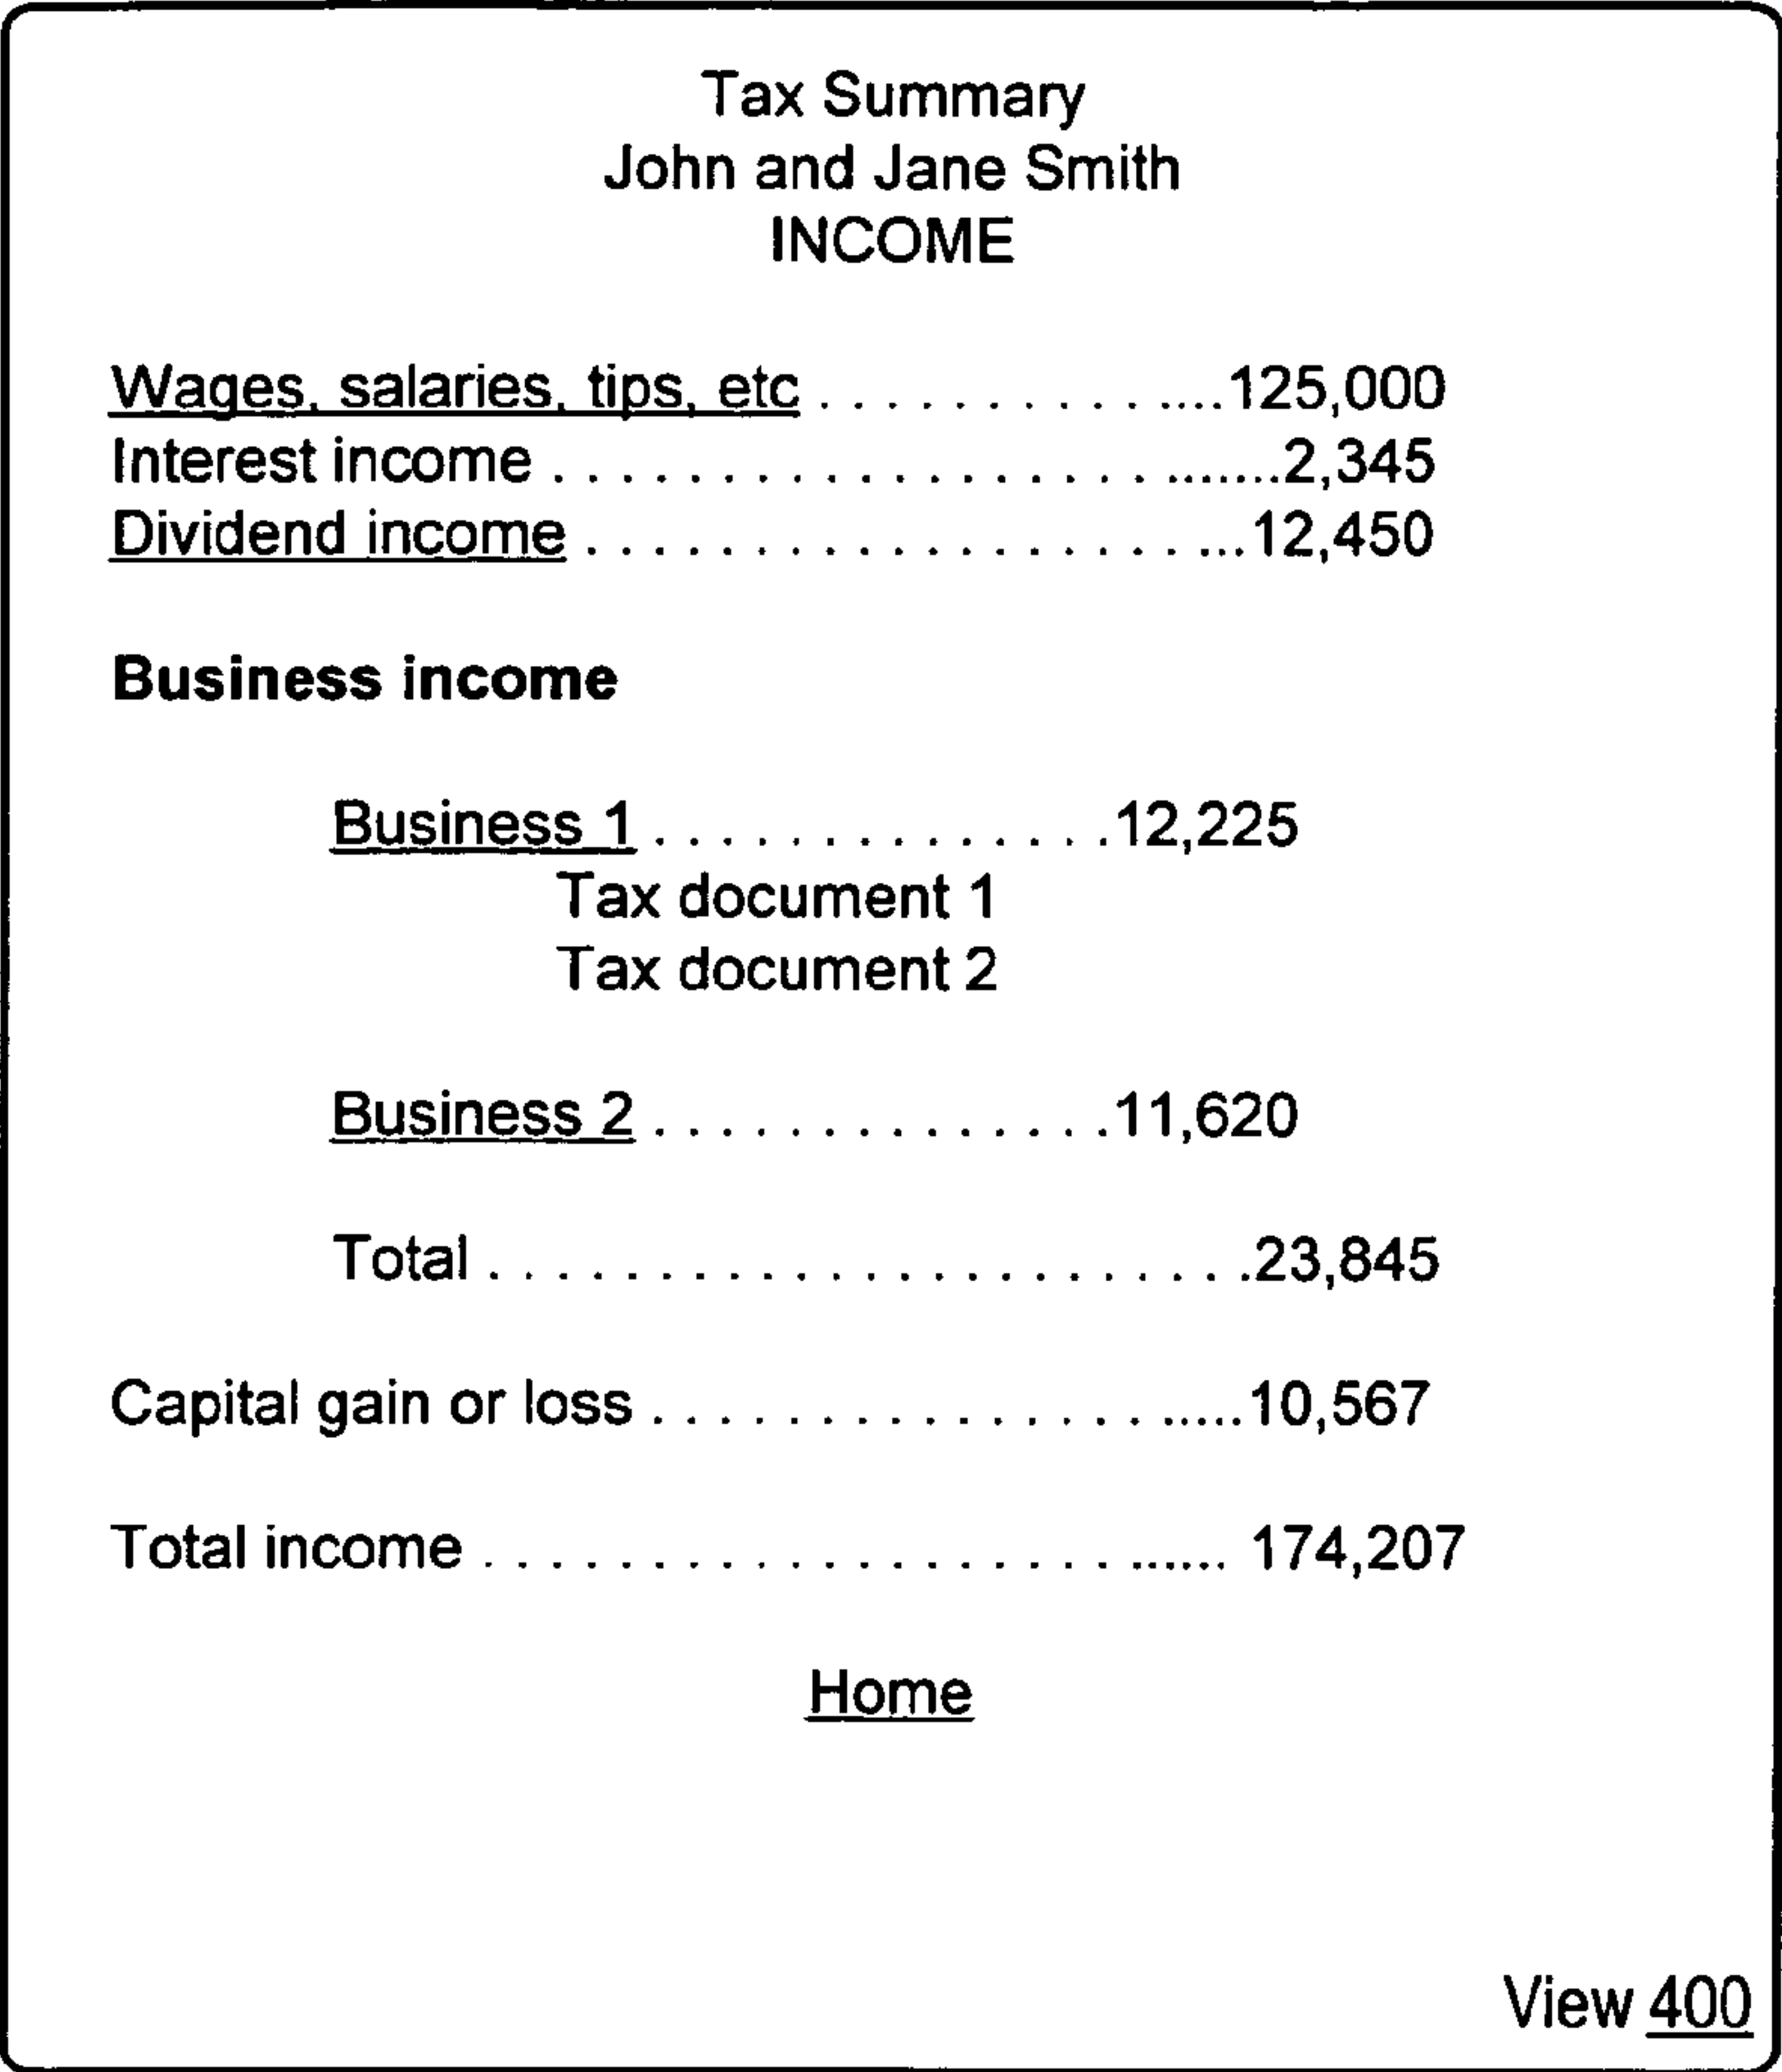 Tax Summary
John and Jane Smith
INCOME
Wages, salaries, tips, etc . . . . . . . . . . . .....125,000
Interest income . . . . . . . . . . . . . . . . . . ........2,345
Dividend income . . . . . . . . . . . . . . . . . . ...12,450
Business income
Business 1 . . . . . . . . . . . . . .12,225
Tax document 1
Tax document 2
Business 2 . . . . . . . . . . . . . .11,620
Total . . . . . . . . . . . . . . . . . . . . . . .23,845
Capital gain or loss . . . . . . . . . . . . . . . .....10,567
Total income . . . . . . . . . . . . . . . . . . . ...... 174,207
Home
View 400